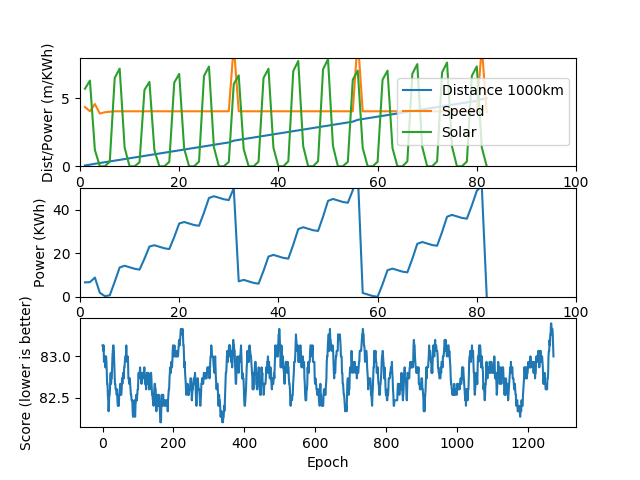 Dist/Power (m/KWh)
5
0
Distance 1000km
Speed
Solar
0 20 40 60 80 100
Power (KWh)
40
20
0
0 20 40 60 80 100
Score (lower is better)
83.0
82.5
0 200 400 600 800 1000 1200
Epoch